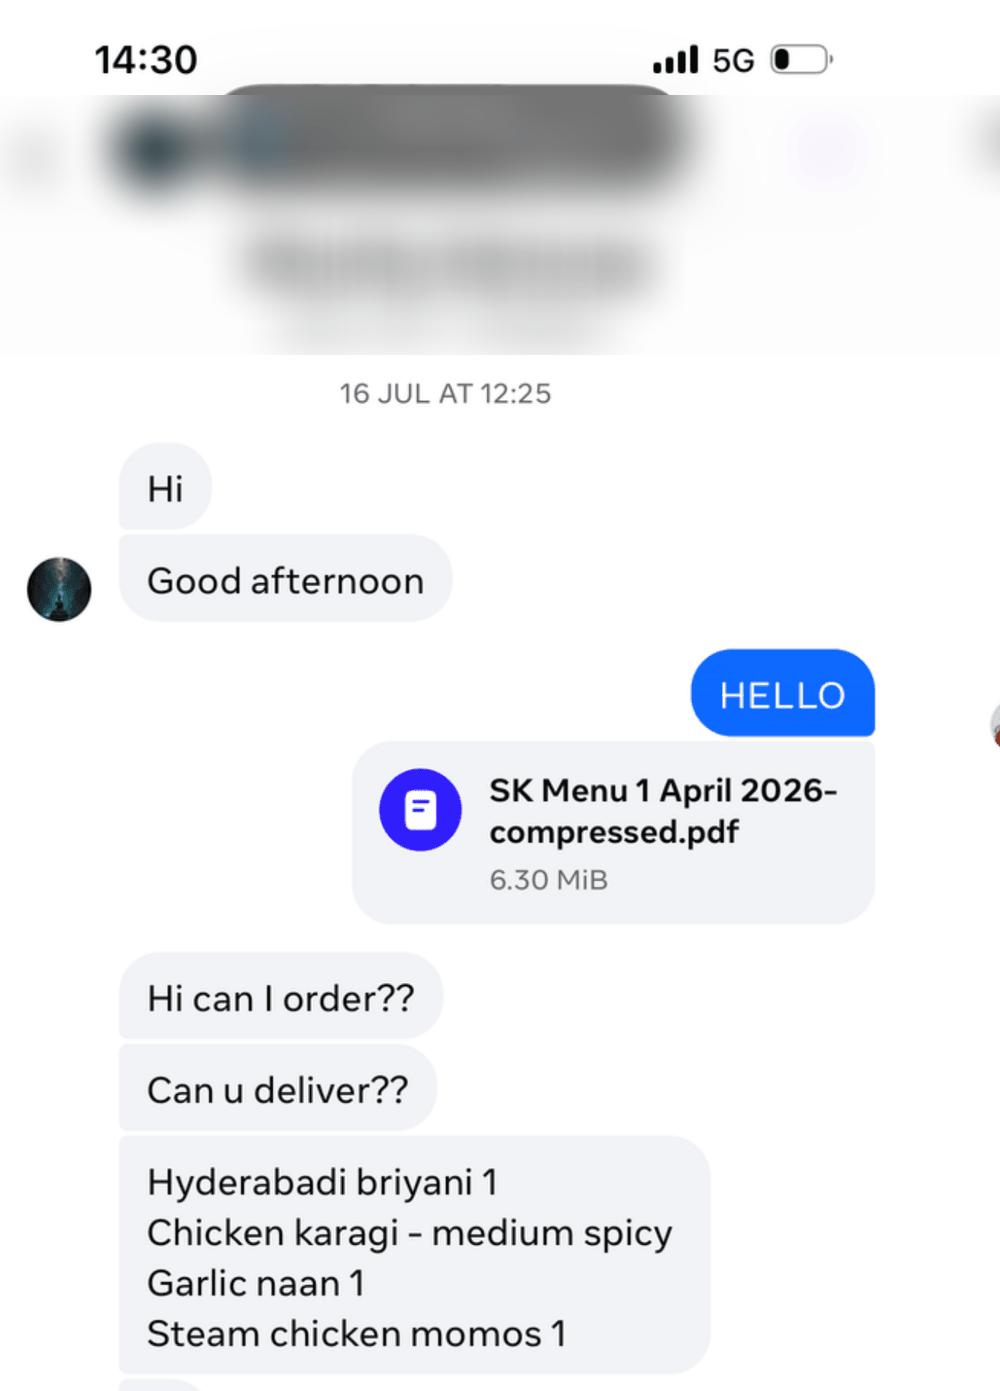 14:30
5G
16 JUL AT 12:25
Hi
Good afternoon
HELLO
SK Menu 1 April 2026-
compressed.pdf
6.30 MiB
Hi can I order??
Can u deliver??
Hyderabadi briyani 1
Chicken karagi - medium spicy
Garlic naan 1
Steam chicken momos 1